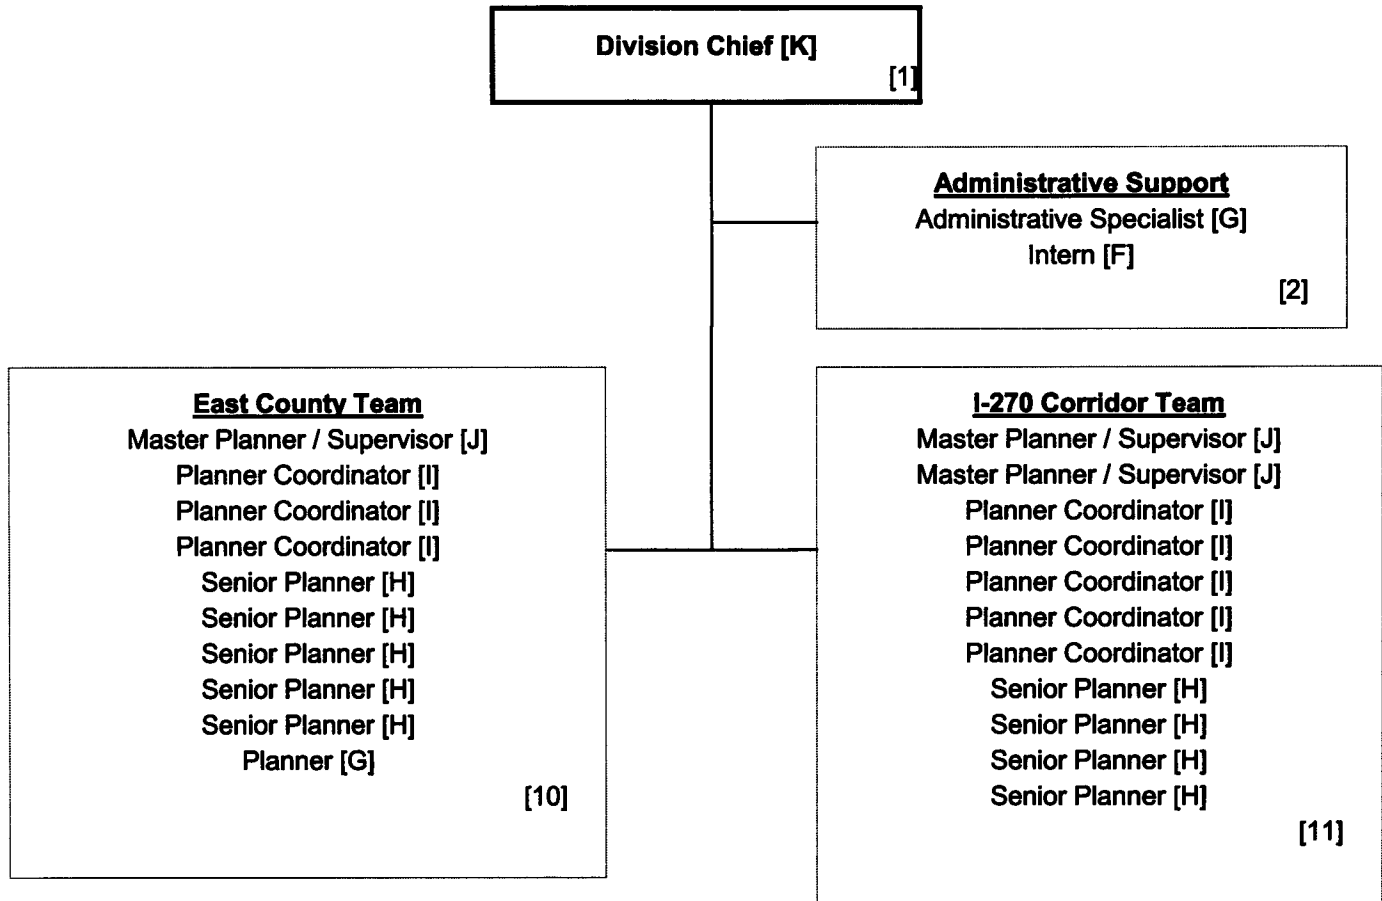 Division Chief [K]
[1]
Administrative Support
Administrative Specialist [G]
Intern [F]
[2]
East County Team
Master Planner / Supervisor [J]
Planner Coordinator [I]
Planner Coordinator [I]
Planner Coordinator [I]
Senior Planner [H]
Senior Planner [H]
Senior Planner [H]
Senior Planner [H]
Senior Planner [H]
Planner [G]
[10]
I-270 Corridor Team
Master Planner / Supervisor [J]
Master Planner / Supervisor [J]
Planner Coordinator [I]
Planner Coordinator [I]
Planner Coordinator [I]
Planner Coordinator [I]
Planner Coordinator [I]
Senior Planner [H]
Senior Planner [H]
Senior Planner [H]
Senior Planner [H]
[11]